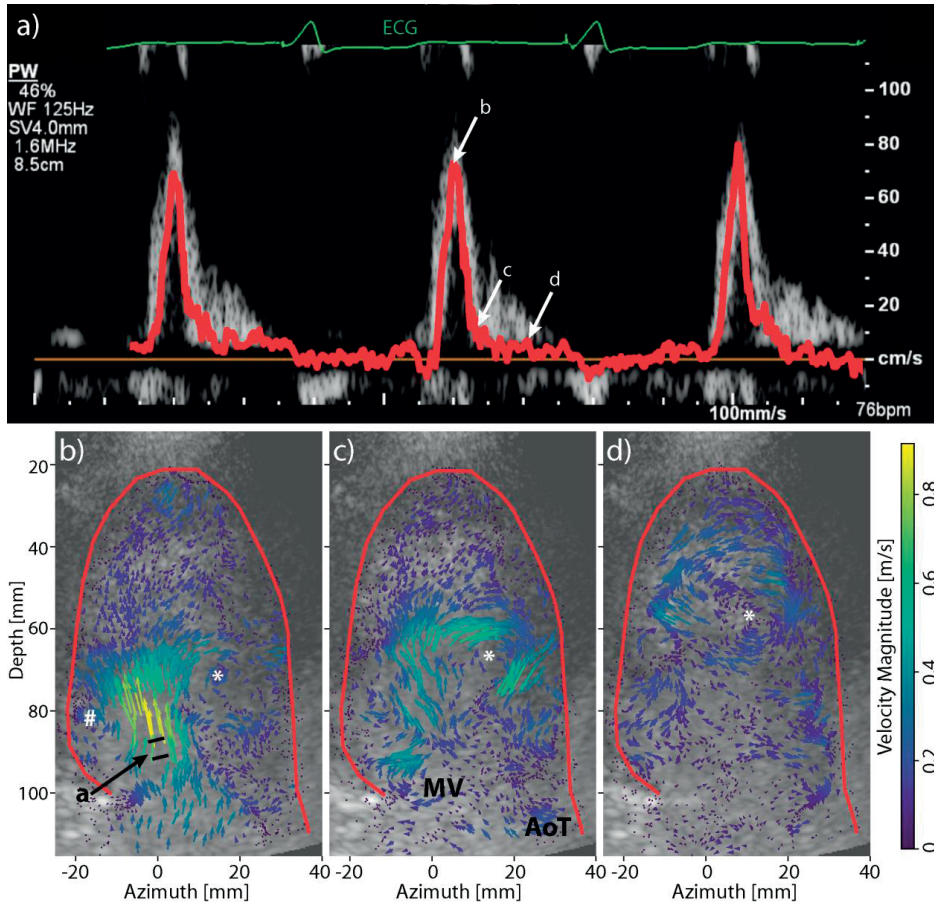 a)
ECG
PW
46%
WF 125Hz
SV4.0mm
1.6MHz
8.5cm
b
c
d
100
80
60
40
20
cm/s
100mm/s
76bpm
b)
c)
d)
20
40
60
80
100
Depth [mm]
*
#
a
*
MV
AoT
*
-20 0 20 40
-20 0 20 40
-20 0 20 40
Azimuth [mm]
Azimuth [mm]
Azimuth [mm]
0.8
0.6
0.4
0.2
0
Velocity Magnitude [m/s]